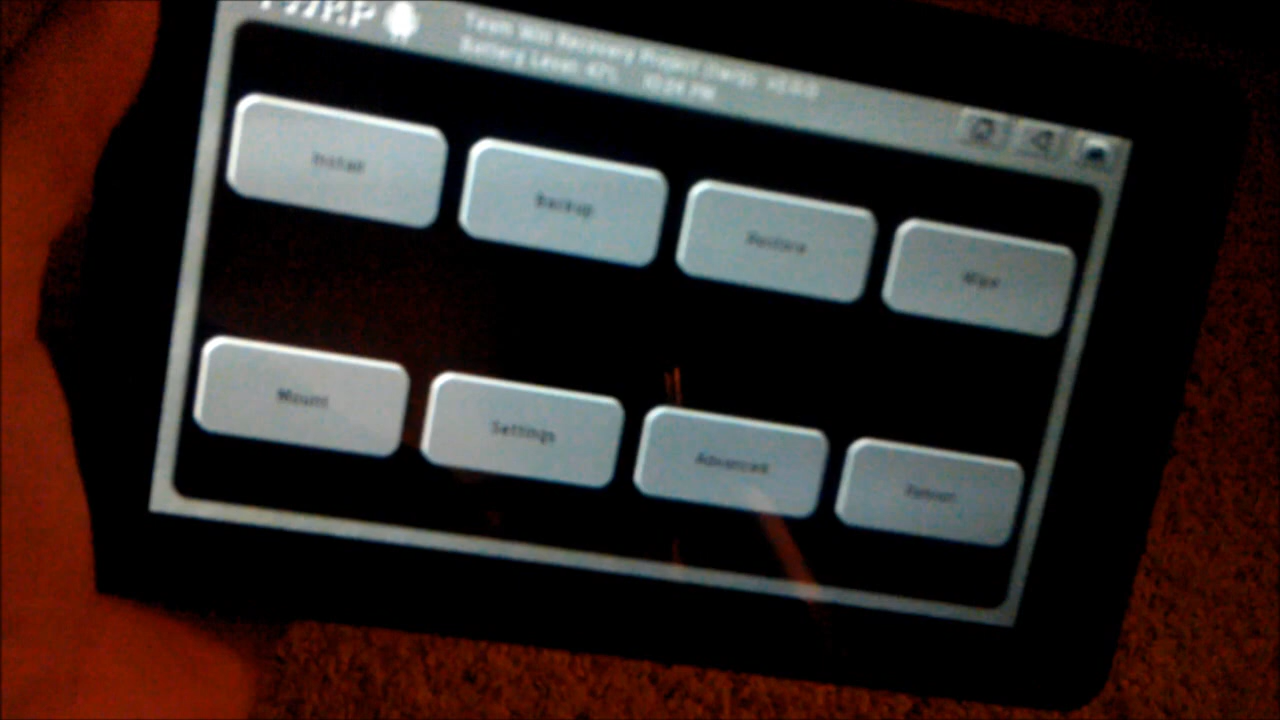 TWRP
Team Win Recovery Project
Battery Level: 42%
Install
Backup
Restore
Wipe
Mount
Settings
Advanced
Reboot